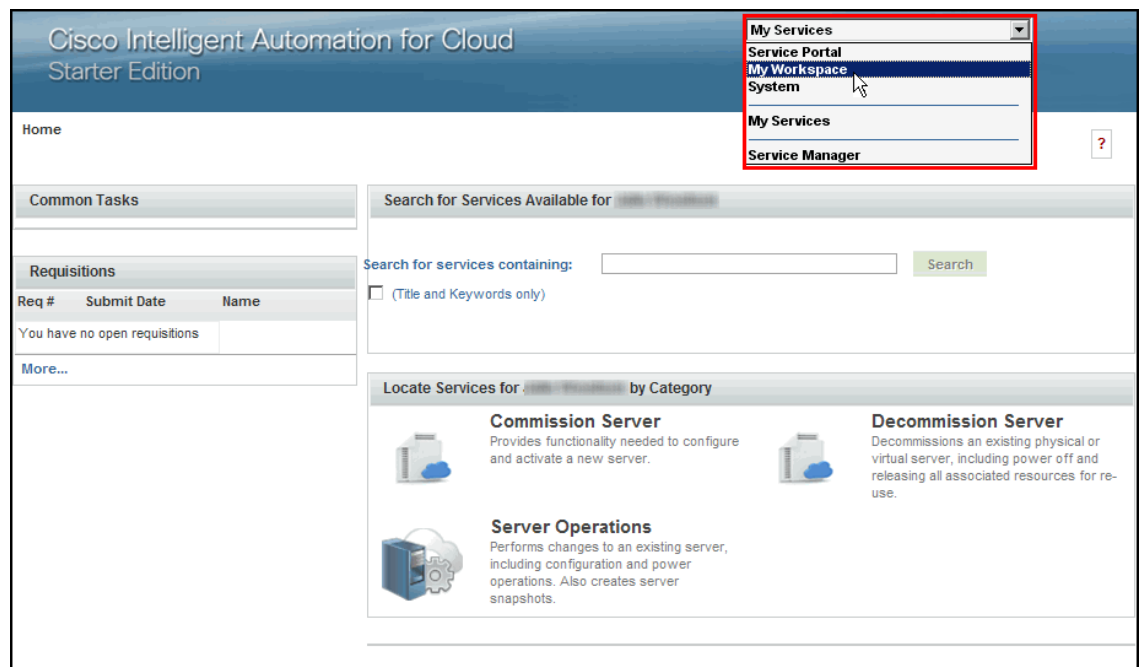 Cisco Intelligent Automation for Cloud
Starter Edition
My Services
Service Portal
My Workspace
System
My Services
Service Manager
Home
?
Common Tasks
Search for Services Available for
Search for services containing:
Search
(Title and Keywords only)
Requisitions
Req # Submit Date Name
You have no open requisitions
More...
Locate Services for by Category
Commission Server
Provides functionality needed to configure
and activate a new server.
Decommission Server
Decommissions an existing physical or
virtual server, including power off and
releasing all associated resources for re-
use.
Server Operations
Performs changes to an existing server,
including configuration and power
operations. Also creates server
snapshots.